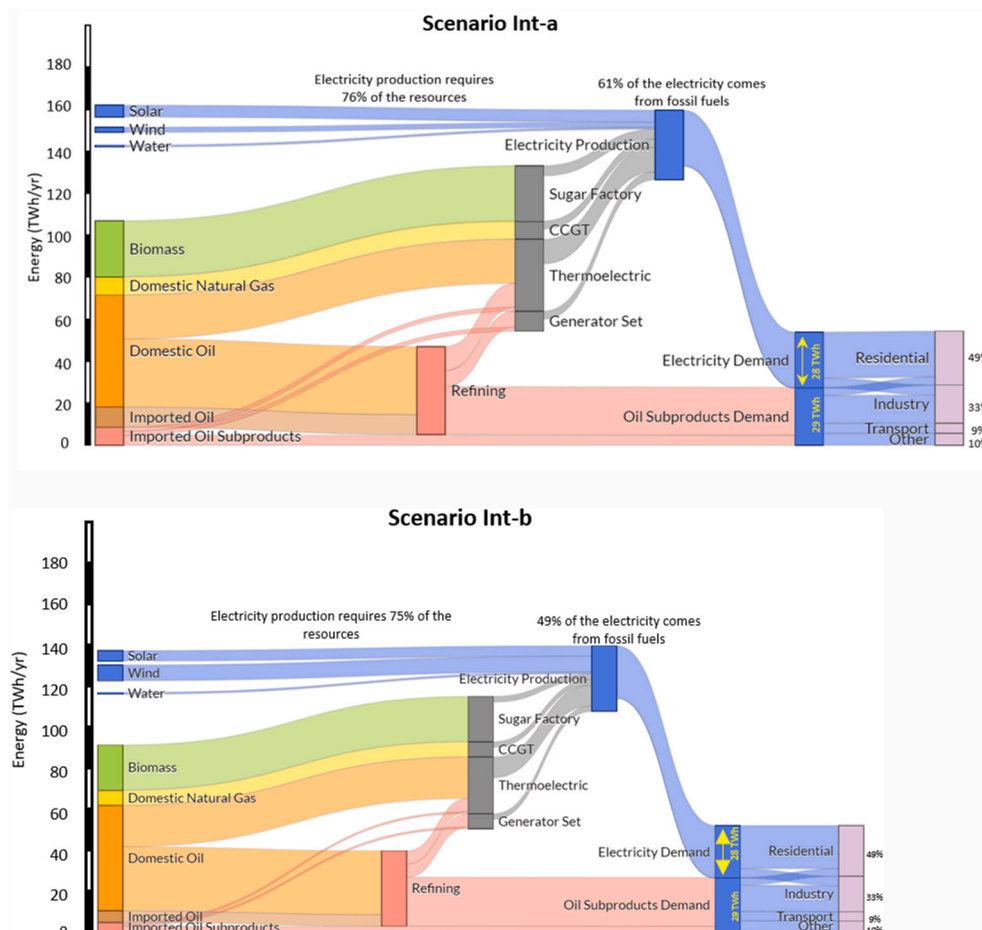 Scenario Int-a
Electricity production requires
76% of the resources
61% of the electricity comes
from fossil fuels
Energy (TWh/yr)
180
160
140
120
100
80
60
40
20
0
Solar
Wind
Water
Biomass
Domestic Natural Gas
Domestic Oil
Imported Oil
Imported Oil Subproducts
Electricity Production
Sugar Factory
CCGT
Thermoelectric
Generator Set
Refining
Electricity Demand
28 TWh
Oil Subproducts Demand
29 TWh
Residential
49%
Industry
33%
Transport
9%
Other
10%
Scenario Int-b
Electricity production requires 75% of the
resources
49% of the electricity comes
from fossil fuels
Energy (TWh/yr)
180
160
140
120
100
80
60
40
20
0
Solar
Wind
Water
Biomass
Domestic Natural Gas
Domestic Oil
Imported Oil
Imported Oil Subproducts
Electricity Production
Sugar Factory
CCGT
Thermoelectric
Generator Set
Refining
Electricity Demand
28 TWh
Oil Subproducts Demand
29 TWh
Residential
49%
Industry
33%
Transport
9%
Other
10%